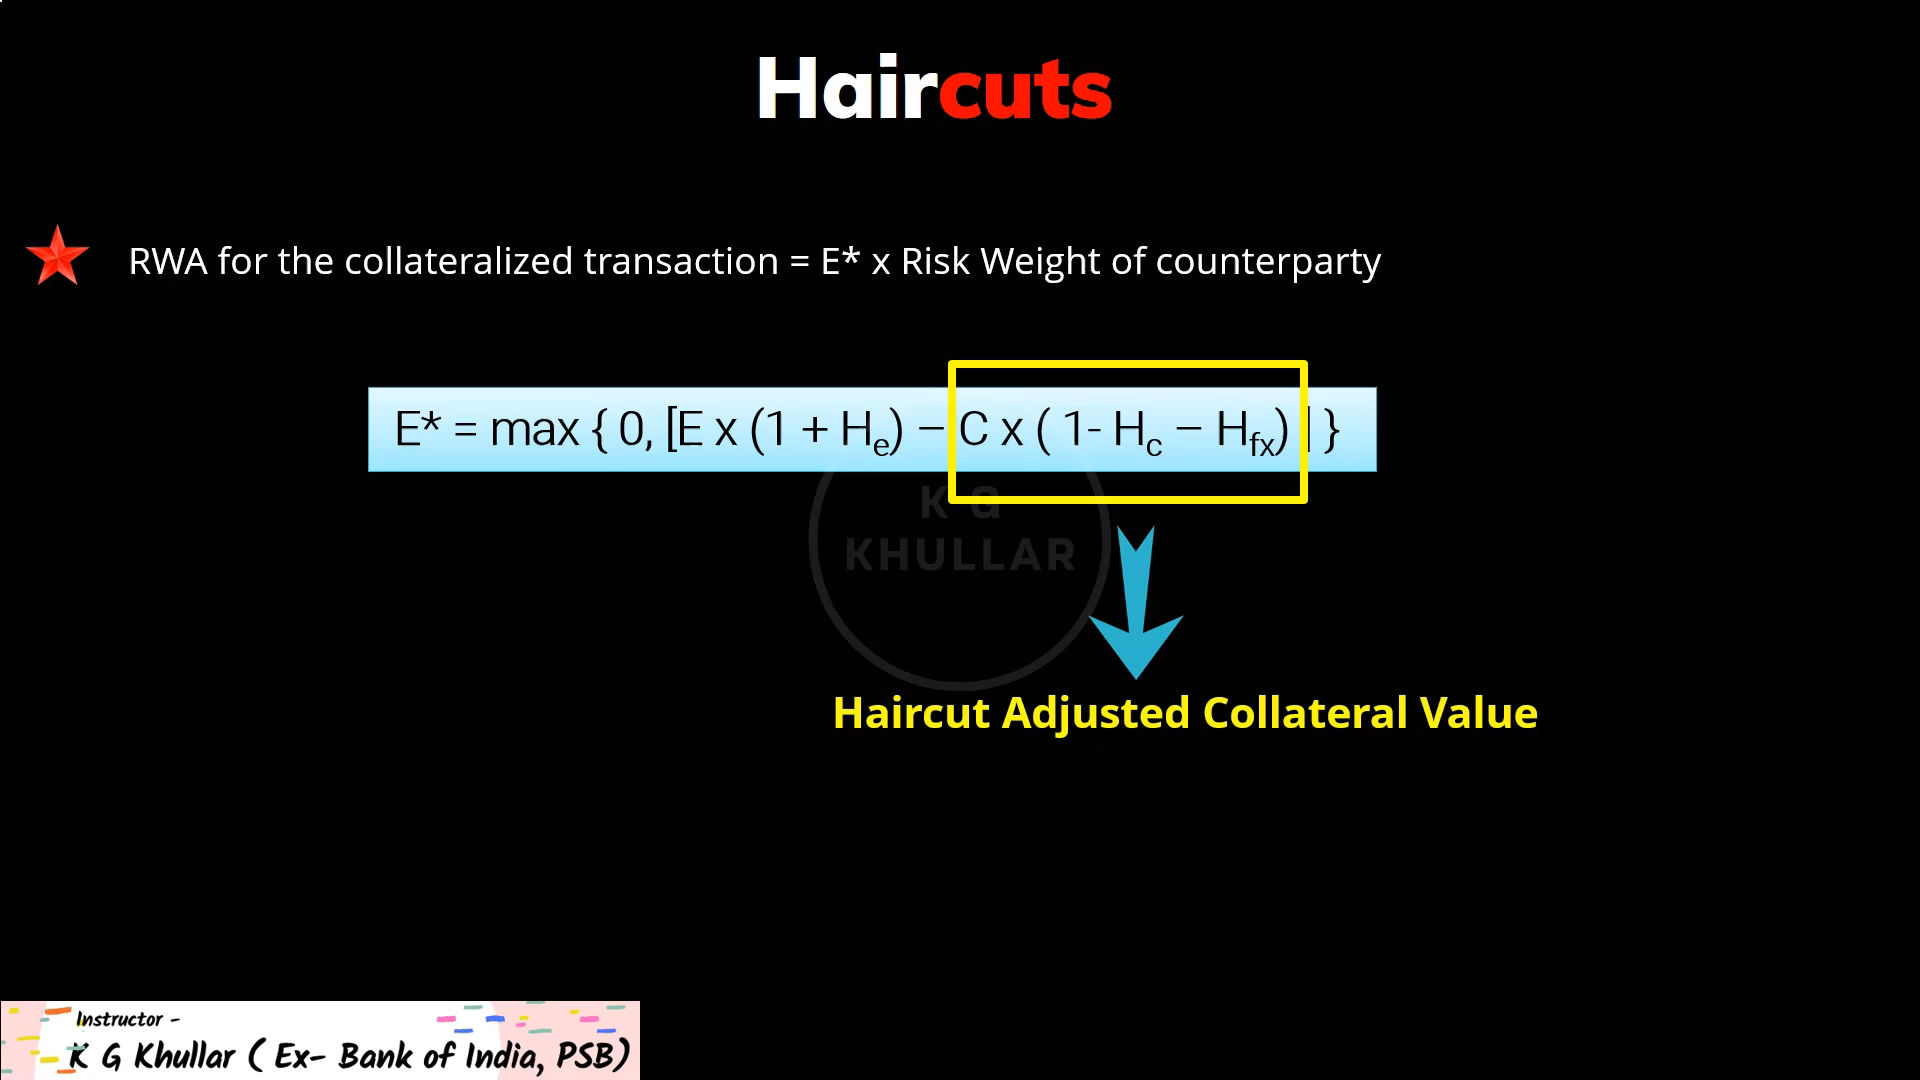 Haircuts
RWA for the collateralized transaction = E* x Risk Weight of counterparty
E* = max { 0, [E x (1 + He) – C x ( 1- Hc – Hfx) ] }
K G
KHULLAR
Haircut Adjusted Collateral Value
Instructor -
K G Khullar ( Ex- Bank of India, PSB)